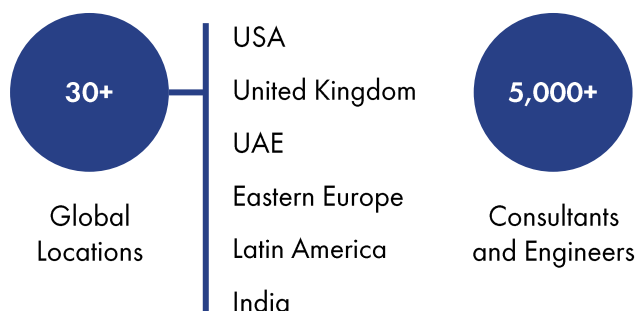 30+
Global
Locations
USA
United Kingdom
UAE
Eastern Europe
Latin America
India
5,000+
Consultants
and Engineers